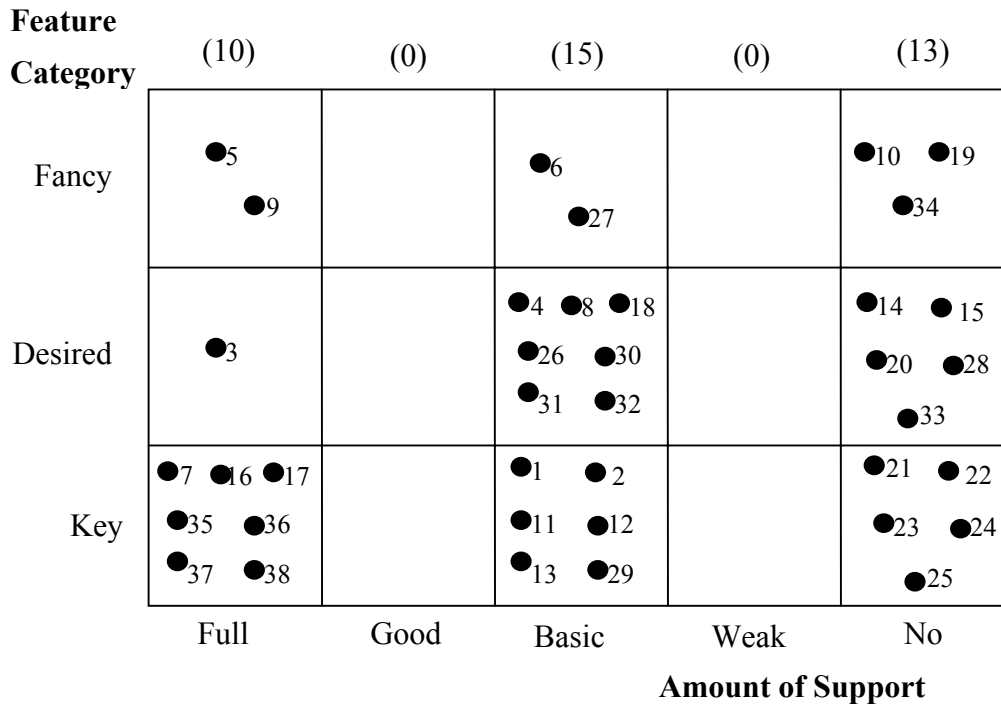 Feature
Category
(10) (0) (15) (0) (13)
Fancy
5
9
6
27
10 19
34
Desired
3
4 8 18
26 30
31 32
14 15
20 28
33
Key
7 16 17
35 36
37 38
1 2
11 12
13 29
21 22
23 24
25
Full Good Basic Weak No
Amount of Support